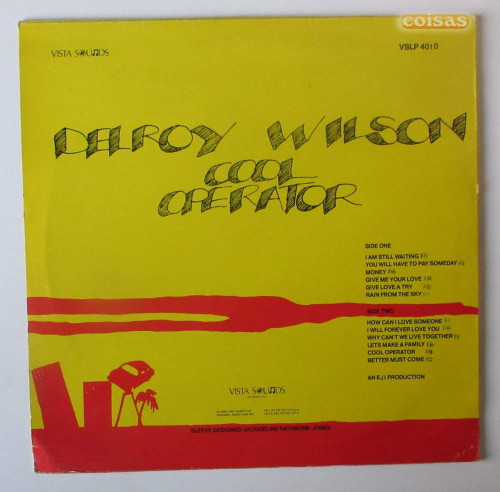 eoisas
VISTA SOUNDS
VSLP 4010
DELROY WILSON
COOL
OPERATOR
SIDE ONE
I AM STILL WAITING
YOU WILL HAVE TO PAY SOMEDAY
MONEY
GIVE ME YOUR LOVE
GIVE LOVE A TRY
RAIN FROM THE SKY
SIDE TWO
HOW CAN I LOVE SOMEONE
I WILL FOREVER LOVE YOU
WHY CAN'T WE LIVE TOGETHER
LETS MAKE A FAMILY
COOL OPERATOR
BETTER MUST COME
AN EJI PRODUCTION
VISTA SOUNDS
SLEEVE DESIGNED JACQUELINE RATHBONE-JONES